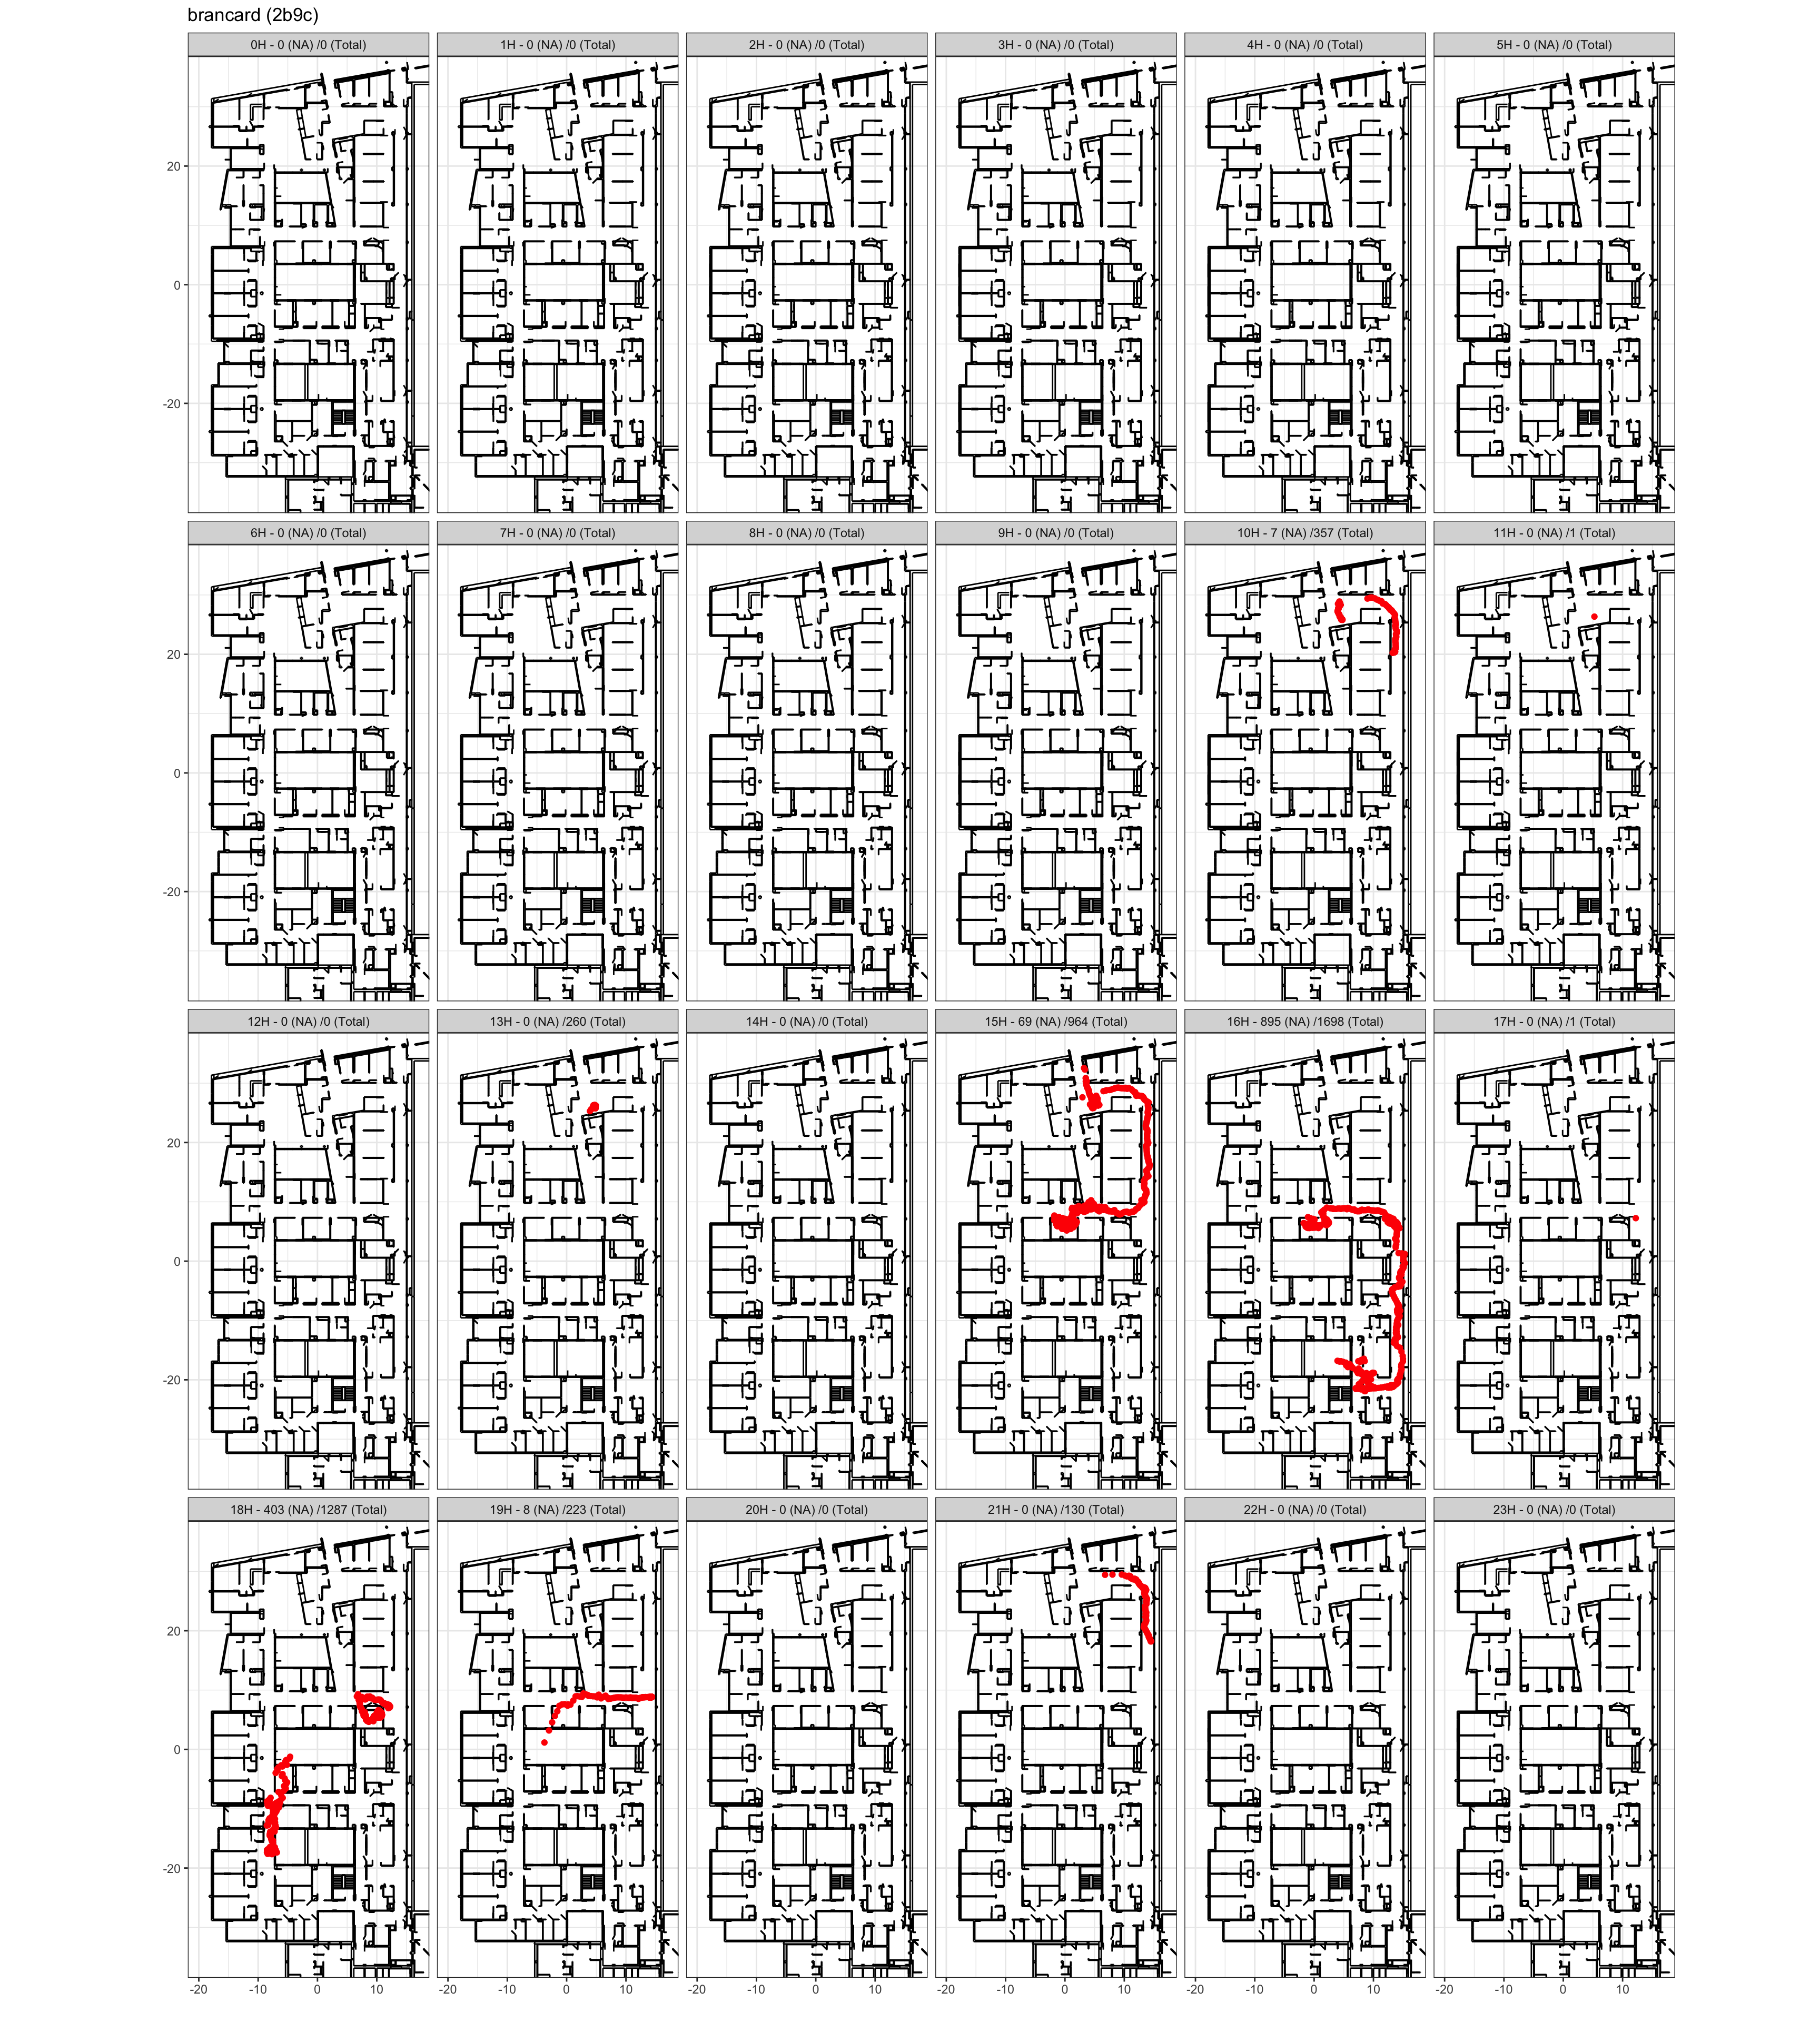 brancard (2b9c)
0H - 0 (NA) /0 (Total) 1H - 0 (NA) /0 (Total) 2H - 0 (NA) /0 (Total) 3H - 0 (NA) /0 (Total) 4H - 0 (NA) /0 (Total) 5H - 0 (NA) /0 (Total)
20
0
-20
6H - 0 (NA) /0 (Total) 7H - 0 (NA) /0 (Total) 8H - 0 (NA) /0 (Total) 9H - 0 (NA) /0 (Total) 10H - 7 (NA) /357 (Total) 11H - 0 (NA) /1 (Total)
20
0
-20
12H - 0 (NA) /0 (Total) 13H - 0 (NA) /260 (Total) 14H - 0 (NA) /0 (Total) 15H - 69 (NA) /964 (Total) 16H - 895 (NA) /1698 (Total) 17H - 0 (NA) /1 (Total)
20
0
-20
18H - 403 (NA) /1287 (Total) 19H - 8 (NA) /223 (Total) 20H - 0 (NA) /0 (Total) 21H - 0 (NA) /130 (Total) 22H - 0 (NA) /0 (Total) 23H - 0 (NA) /0 (Total)
20
0
-20
-20 -10 0 10 -20 -10 0 10 -20 -10 0 10 -20 -10 0 10 -20 -10 0 10 -20 -10 0 10